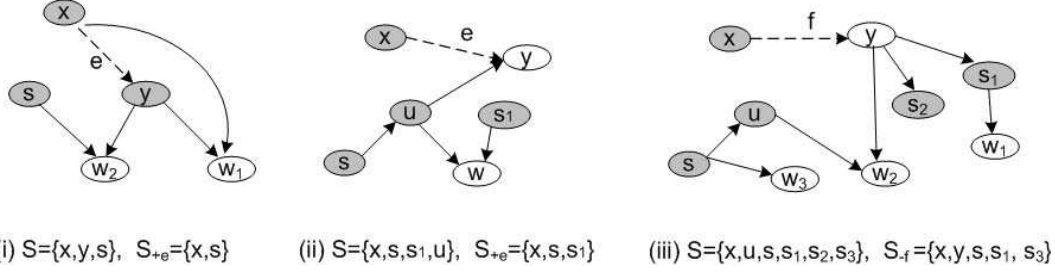 x f y
x e x e s₁
e y
s y u s₁ s₂
u
s s w w₁
w₂ w₁ w₃ w₂
(i) S={x,y,s}, S₊ₑ={x,s} (ii) S={x,s,s₁,u}, S₊ₑ={x,s,s₁} (iii) S={x,u,s,s₁,s₂,s₃}, S₋f={x,y,s,s₁, s₃}